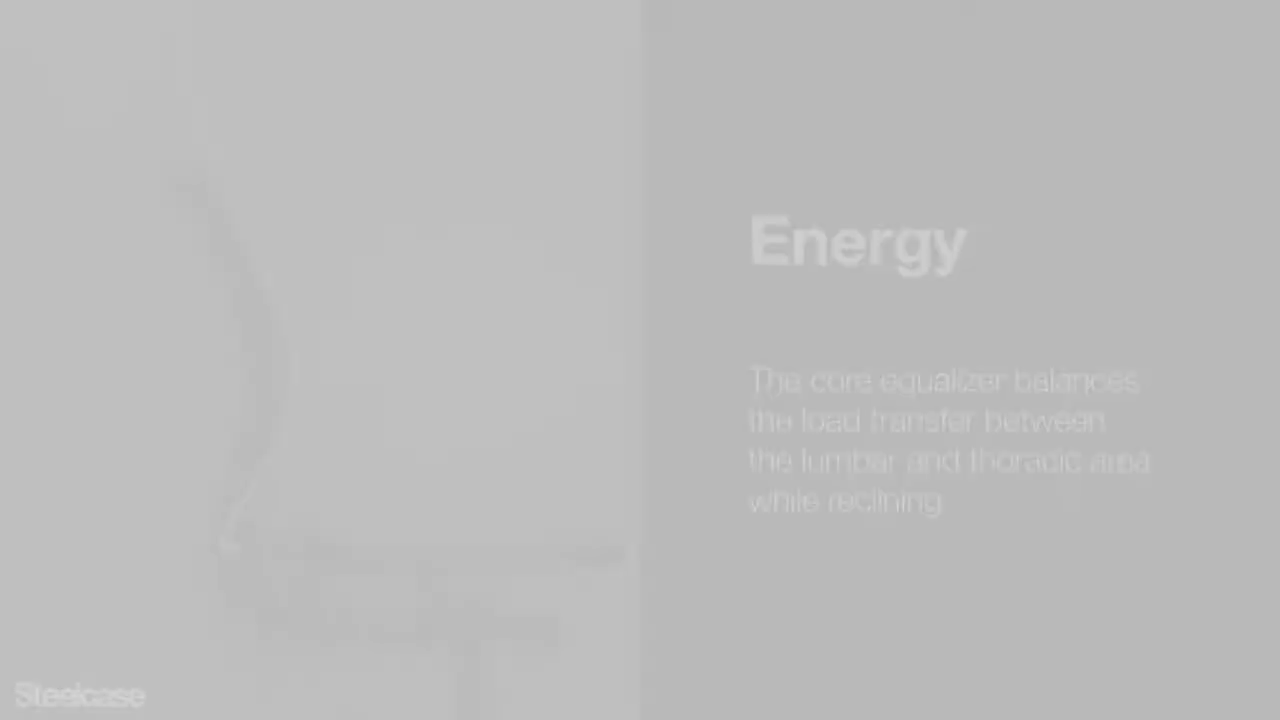 Energy
The core equalizer balances
the load transfer between
the lumbar and thoracic area
while reclining
Steelcase